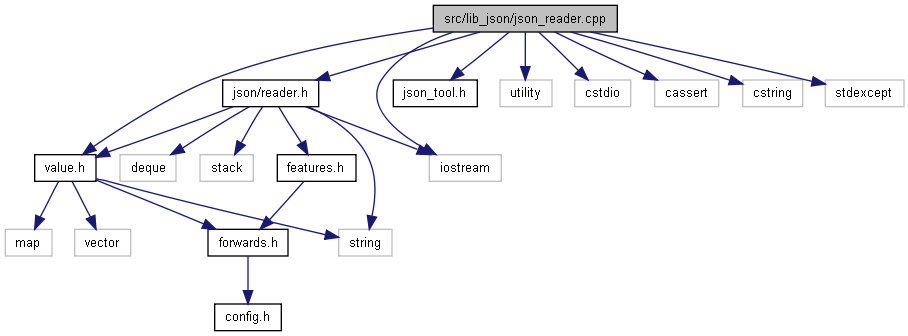 src/lib_json/json_reader.cpp
json/reader.h
json_tool.h
utility
cstdio
cassert
cstring
stdexcept
value.h
deque
stack
features.h
iostream
map
vector
forwards.h
string
config.h